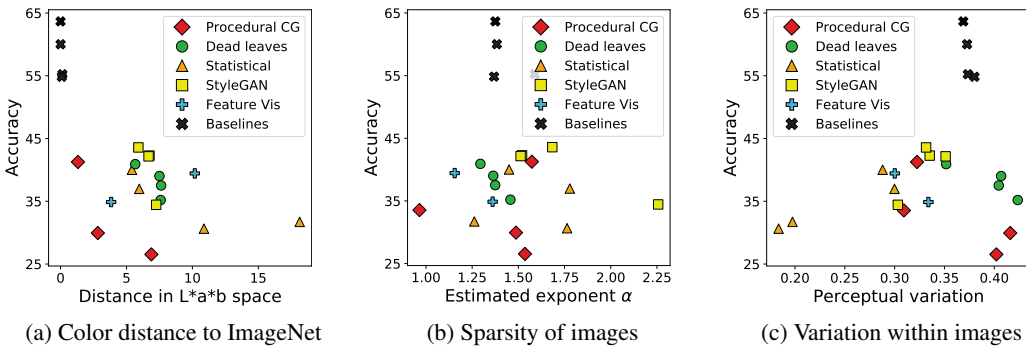 65
55
45
35
25
Accuracy
Procedural CG
Dead leaves
Statistical
StyleGAN
Feature Vis
Baselines
0 5 10 15
Distance in L*a*b space
(a) Color distance to ImageNet
65
55
45
35
25
Accuracy
Procedural CG
Dead leaves
Statistical
StyleGAN
Feature Vis
Baselines
1.00 1.25 1.50 1.75 2.00 2.25
Estimated exponent α
(b) Sparsity of images
65
55
45
35
25
Accuracy
Procedural CG
Dead leaves
Statistical
StyleGAN
Feature Vis
Baselines
0.20 0.30 0.40
Perceptual variation
(c) Variation within images